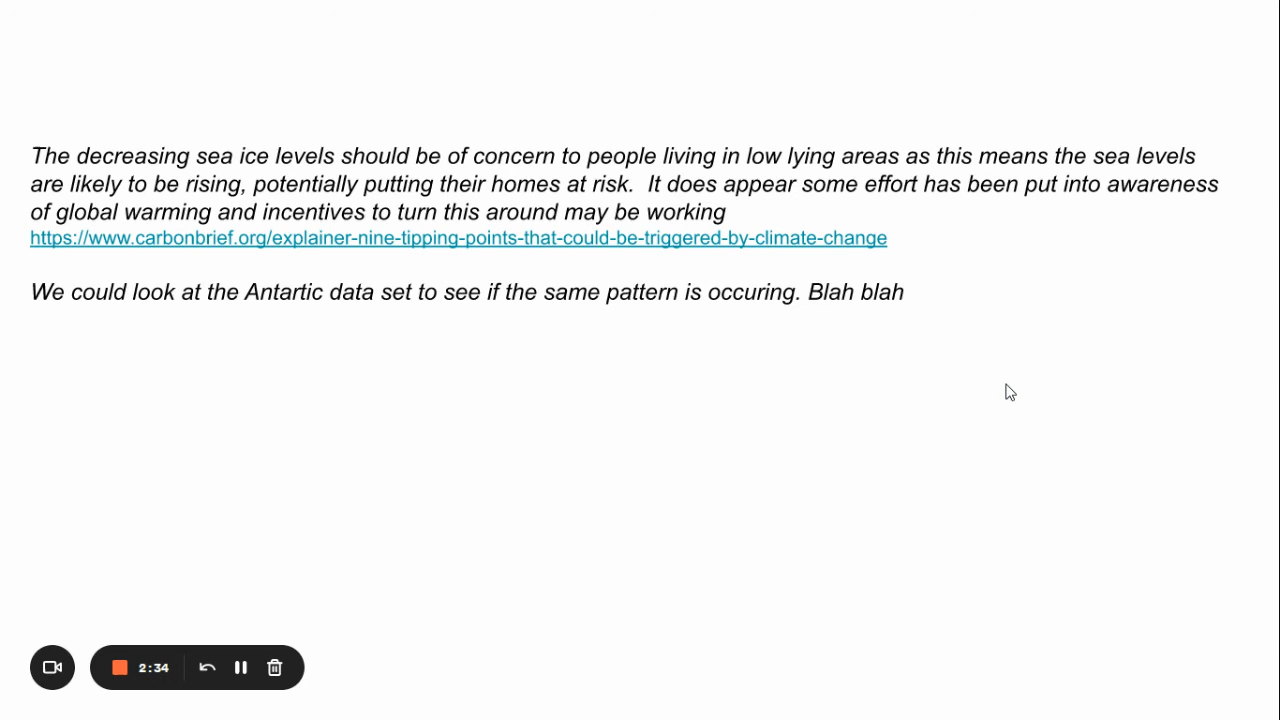 The decreasing sea ice levels should be of concern to people living in low lying areas as this means the sea levels
are likely to be rising, potentially putting their homes at risk.  It does appear some effort has been put into awareness
of global warming and incentives to turn this around may be working
https://www.carbonbrief.org/explainer-nine-tipping-points-that-could-be-triggered-by-climate-change
We could look at the Antartic data set to see if the same pattern is occuring. Blah blah
2:34